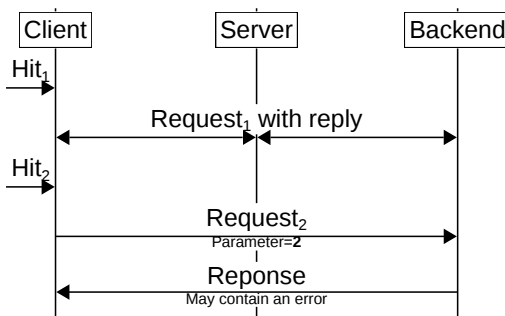 Client Server Backend
Hit₁
Request₁ with reply
Hit₂
Request₂
Parameter=2
Reponse
May contain an error